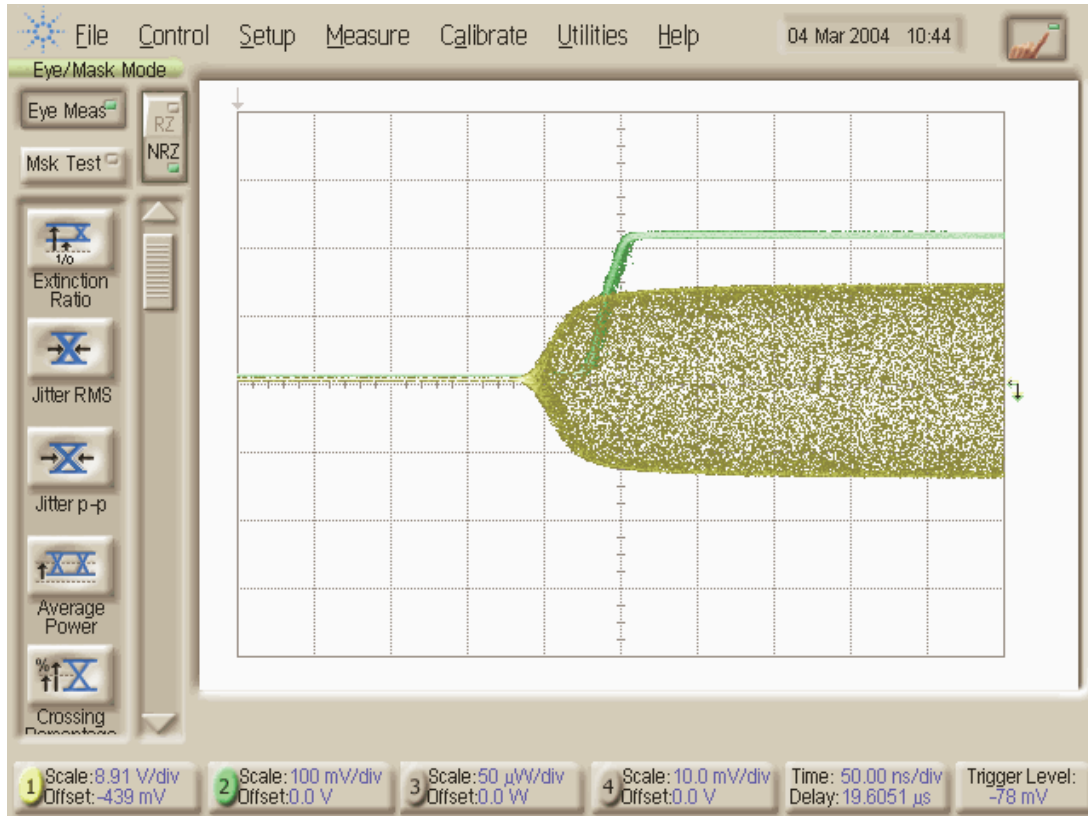 File Control Setup Measure Calibrate Utilities Help 04 Mar 2004 10:44
Eye/Mask Mode
Eye Meas
RZ
NRZ
Msk Test
1/0
Extinction
Ratio
Jitter RMS
Jitter p-p
Average
Power
%
Crossing
Percentage
1 Scale:8.91 V/div
Offset:-439 mV
2 Scale:100 mV/div
Offset:0.0 V
3 Scale:50 µW/div
Offset:0.0 W
4 Scale:10.0 mV/div
Offset:0.0 V
Time: 50.00 ns/div
Delay:19.6051 µs
Trigger Level:
-78 mV